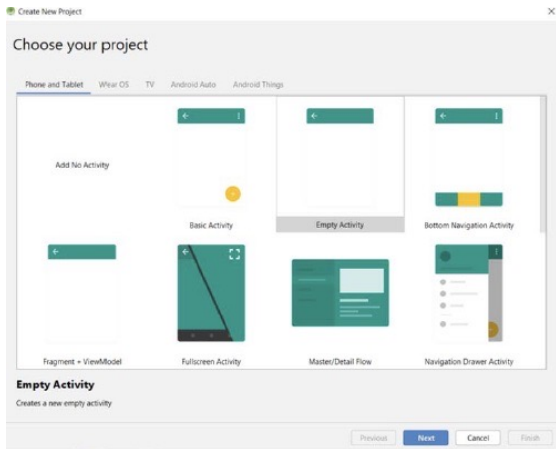 Create New Project
Choose your project
Phone and Tablet Wear OS TV Android Auto Android Things
Add No Activity
Basic Activity
Empty Activity
Bottom Navigation Activity
Fragment + ViewModel
Fullscreen Activity
Master/Detail Flow
Navigation Drawer Activity
Empty Activity
Creates a new empty activity
Previous Next Cancel Finish